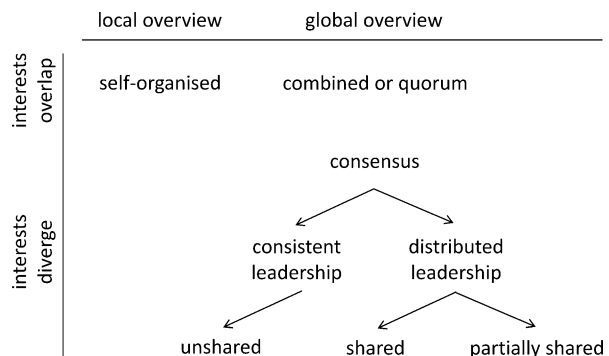 local overview global overview
interests
overlap
self-organised combined or quorum
consensus
interests
diverge
consistent
leadership
distributed
leadership
unshared shared partially shared